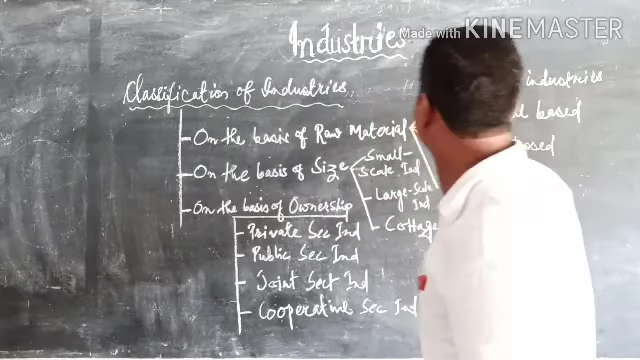 Made with KINEMASTER
Industries
Classification of Industries
industries
On the basis of Raw Material
based
On the basis of Size
Small-
Scale Ind
Large-Scale
Ind
Cottage
On the basis of Ownership
Private Sec Ind
Public Sec Ind
Joint Sect Ind
Cooperative Sec Ind